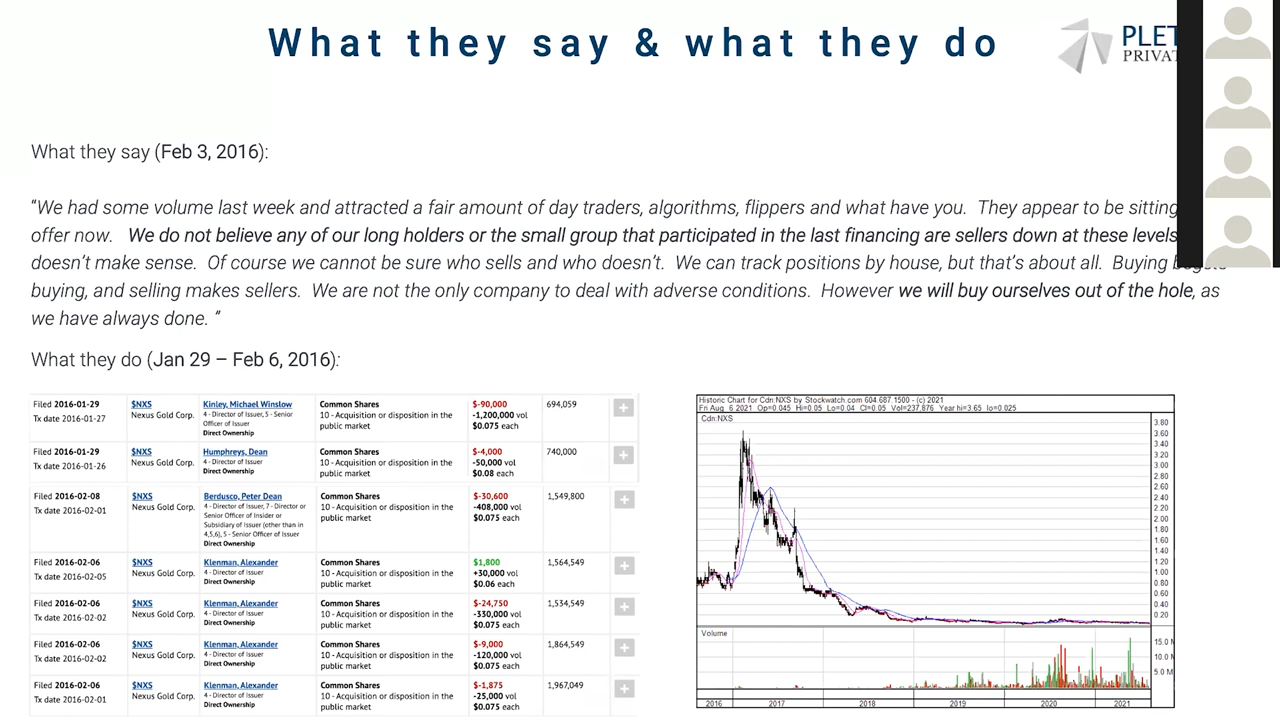 What they say & what they do
PLET
PRIVAT
What they say (Feb 3, 2016):
“We had some volume last week and attracted a fair amount of day traders, algorithms, flippers and what have you. They appear to be sitting
offer now. We do not believe any of our long holders or the small group that participated in the last financing are sellers down at these levels
doesn’t make sense. Of course we cannot be sure who sells and who doesn’t. We can track positions by house, but that’s about all. Buying
buying, and selling makes sellers. We are not the only company to deal with adverse conditions. However we will buy ourselves out of the hole, as
we have always done. ”
What they do (Jan 29 – Feb 6, 2016):
Filed 2016-01-29 $NXS Kinley, Michael Winslow Common Shares $-90,000 694,059
Tx date 2016-01-27 Nexus Gold Corp. 4 - Director of Issuer, 5 - Senior 10 - Acquisition or disposition in the -1,200,000 vol
Officer of Issuer public market $0.075 each
Direct Ownership
Filed 2016-01-29 $NXS Humphreys, Dean Common Shares $-4,000 740,000
Tx date 2016-01-26 Nexus Gold Corp. 4 - Director of Issuer 10 - Acquisition or disposition in the -50,000 vol
Direct Ownership public market $0.08 each
Filed 2016-02-08 $NXS Berdusco, Peter Dean Common Shares $-30,600 1,549,800
Tx date 2016-02-01 Nexus Gold Corp. 4 - Director of Issuer, 7 - Director or 10 - Acquisition or disposition in the -408,000 vol
Senior Officer of Insider or public market $0.075 each
Subsidiary of Issuer (other than in
4,5,6), 5 - Senior Officer of Issuer
Direct Ownership
Filed 2016-02-06 $NXS Klenman, Alexander Common Shares $1,800 1,564,549
Tx date 2016-02-05 Nexus Gold Corp. 4 - Director of Issuer 10 - Acquisition or disposition in the +30,000 vol
Direct Ownership public market $0.06 each
Filed 2016-02-06 $NXS Klenman, Alexander Common Shares $-24,750 1,534,549
Tx date 2016-02-02 Nexus Gold Corp. 4 - Director of Issuer 10 - Acquisition or disposition in the -330,000 vol
Direct Ownership public market $0.075 each
Filed 2016-02-06 $NXS Klenman, Alexander Common Shares $-9,000 1,864,549
Tx date 2016-02-02 Nexus Gold Corp. 4 - Director of Issuer 10 - Acquisition or disposition in the -120,000 vol
Direct Ownership public market $0.075 each
Filed 2016-02-06 $NXS Klenman, Alexander Common Shares $-1,875 1,967,049
Tx date 2016-02-01 Nexus Gold Corp. 4 - Director of Issuer 10 - Acquisition or disposition in the -25,000 vol
Direct Ownership public market $0.075 each
Historic Chart for Cdn:NXS by Stockwatch.com 604.687.1500 - (c) 2021
Fri Aug 6 2021 Op=0.045 Hi=0.05 Lo=0.04 Cl=0.05 Vol=237,876 Year hi=3.65 lo=0.025
Cdn:NXS
3.80
3.60
3.40
3.20
3.00
2.80
2.60
2.40
2.20
2.00
1.80
1.60
1.40
1.20
1.00
0.80
0.60
0.40
0.20
Volume
15.0 M
10.0 M
5.0 M
2016 2017 2018 2019 2020 2021